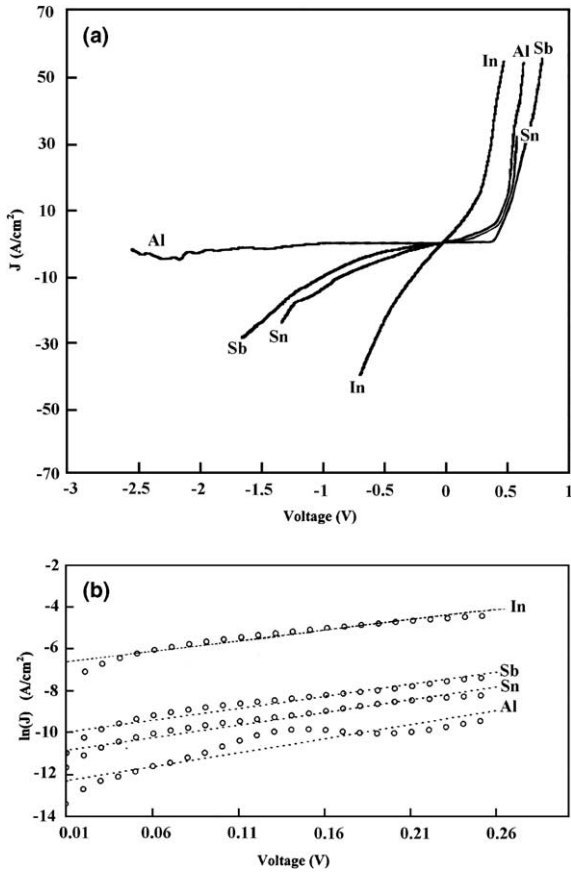 (a)
J (A/cm²)
70
50
30
10
-10
-30
-50
-70
In
Al
Sb
Sn
Al
Sb
Sn
In
-3
-2.5
-2
-1.5
-1
-0.5
0
0.5
1
Voltage (V)
(b)
ln(J) (A/cm²)
-2
-4
-6
-8
-10
-12
-14
In
Sb
Sn
Al
0.01
0.06
0.11
0.16
0.21
0.26
Voltage (V)